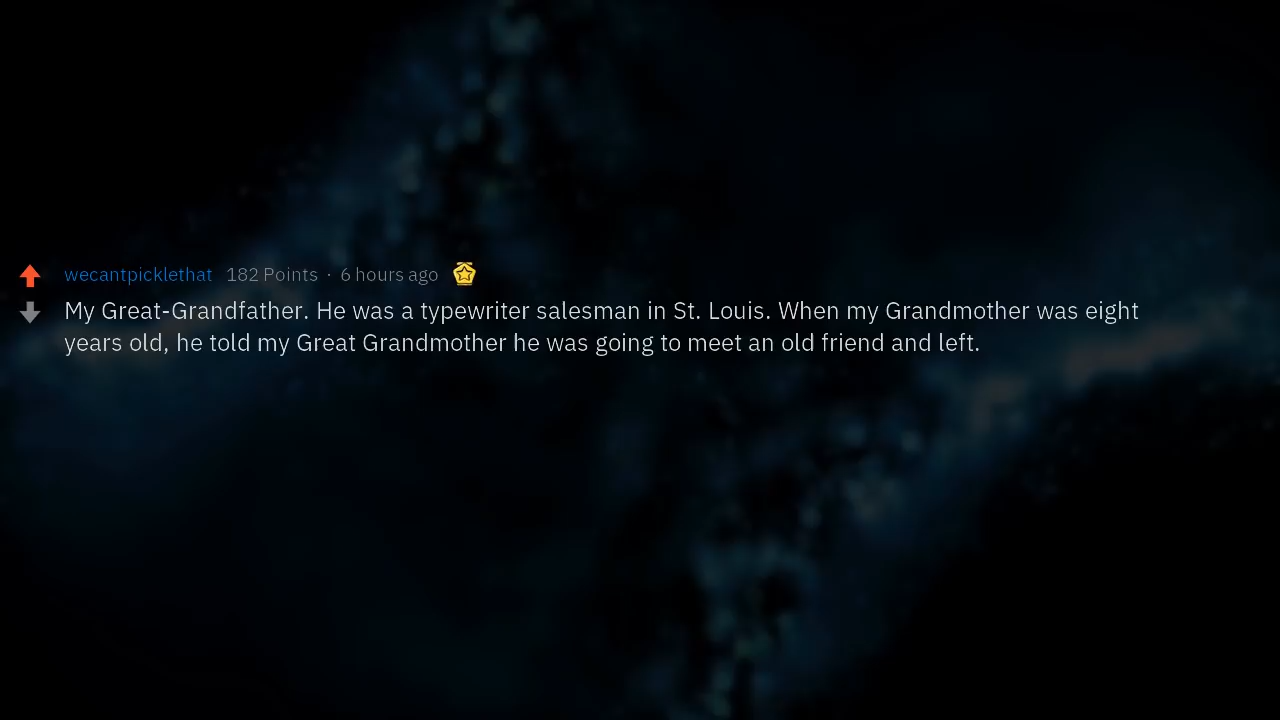 wecantpicklethat 182 Points · 6 hours ago
My Great-Grandfather. He was a typewriter salesman in St. Louis. When my Grandmother was eight
years old, he told my Great Grandmother he was going to meet an old friend and left.